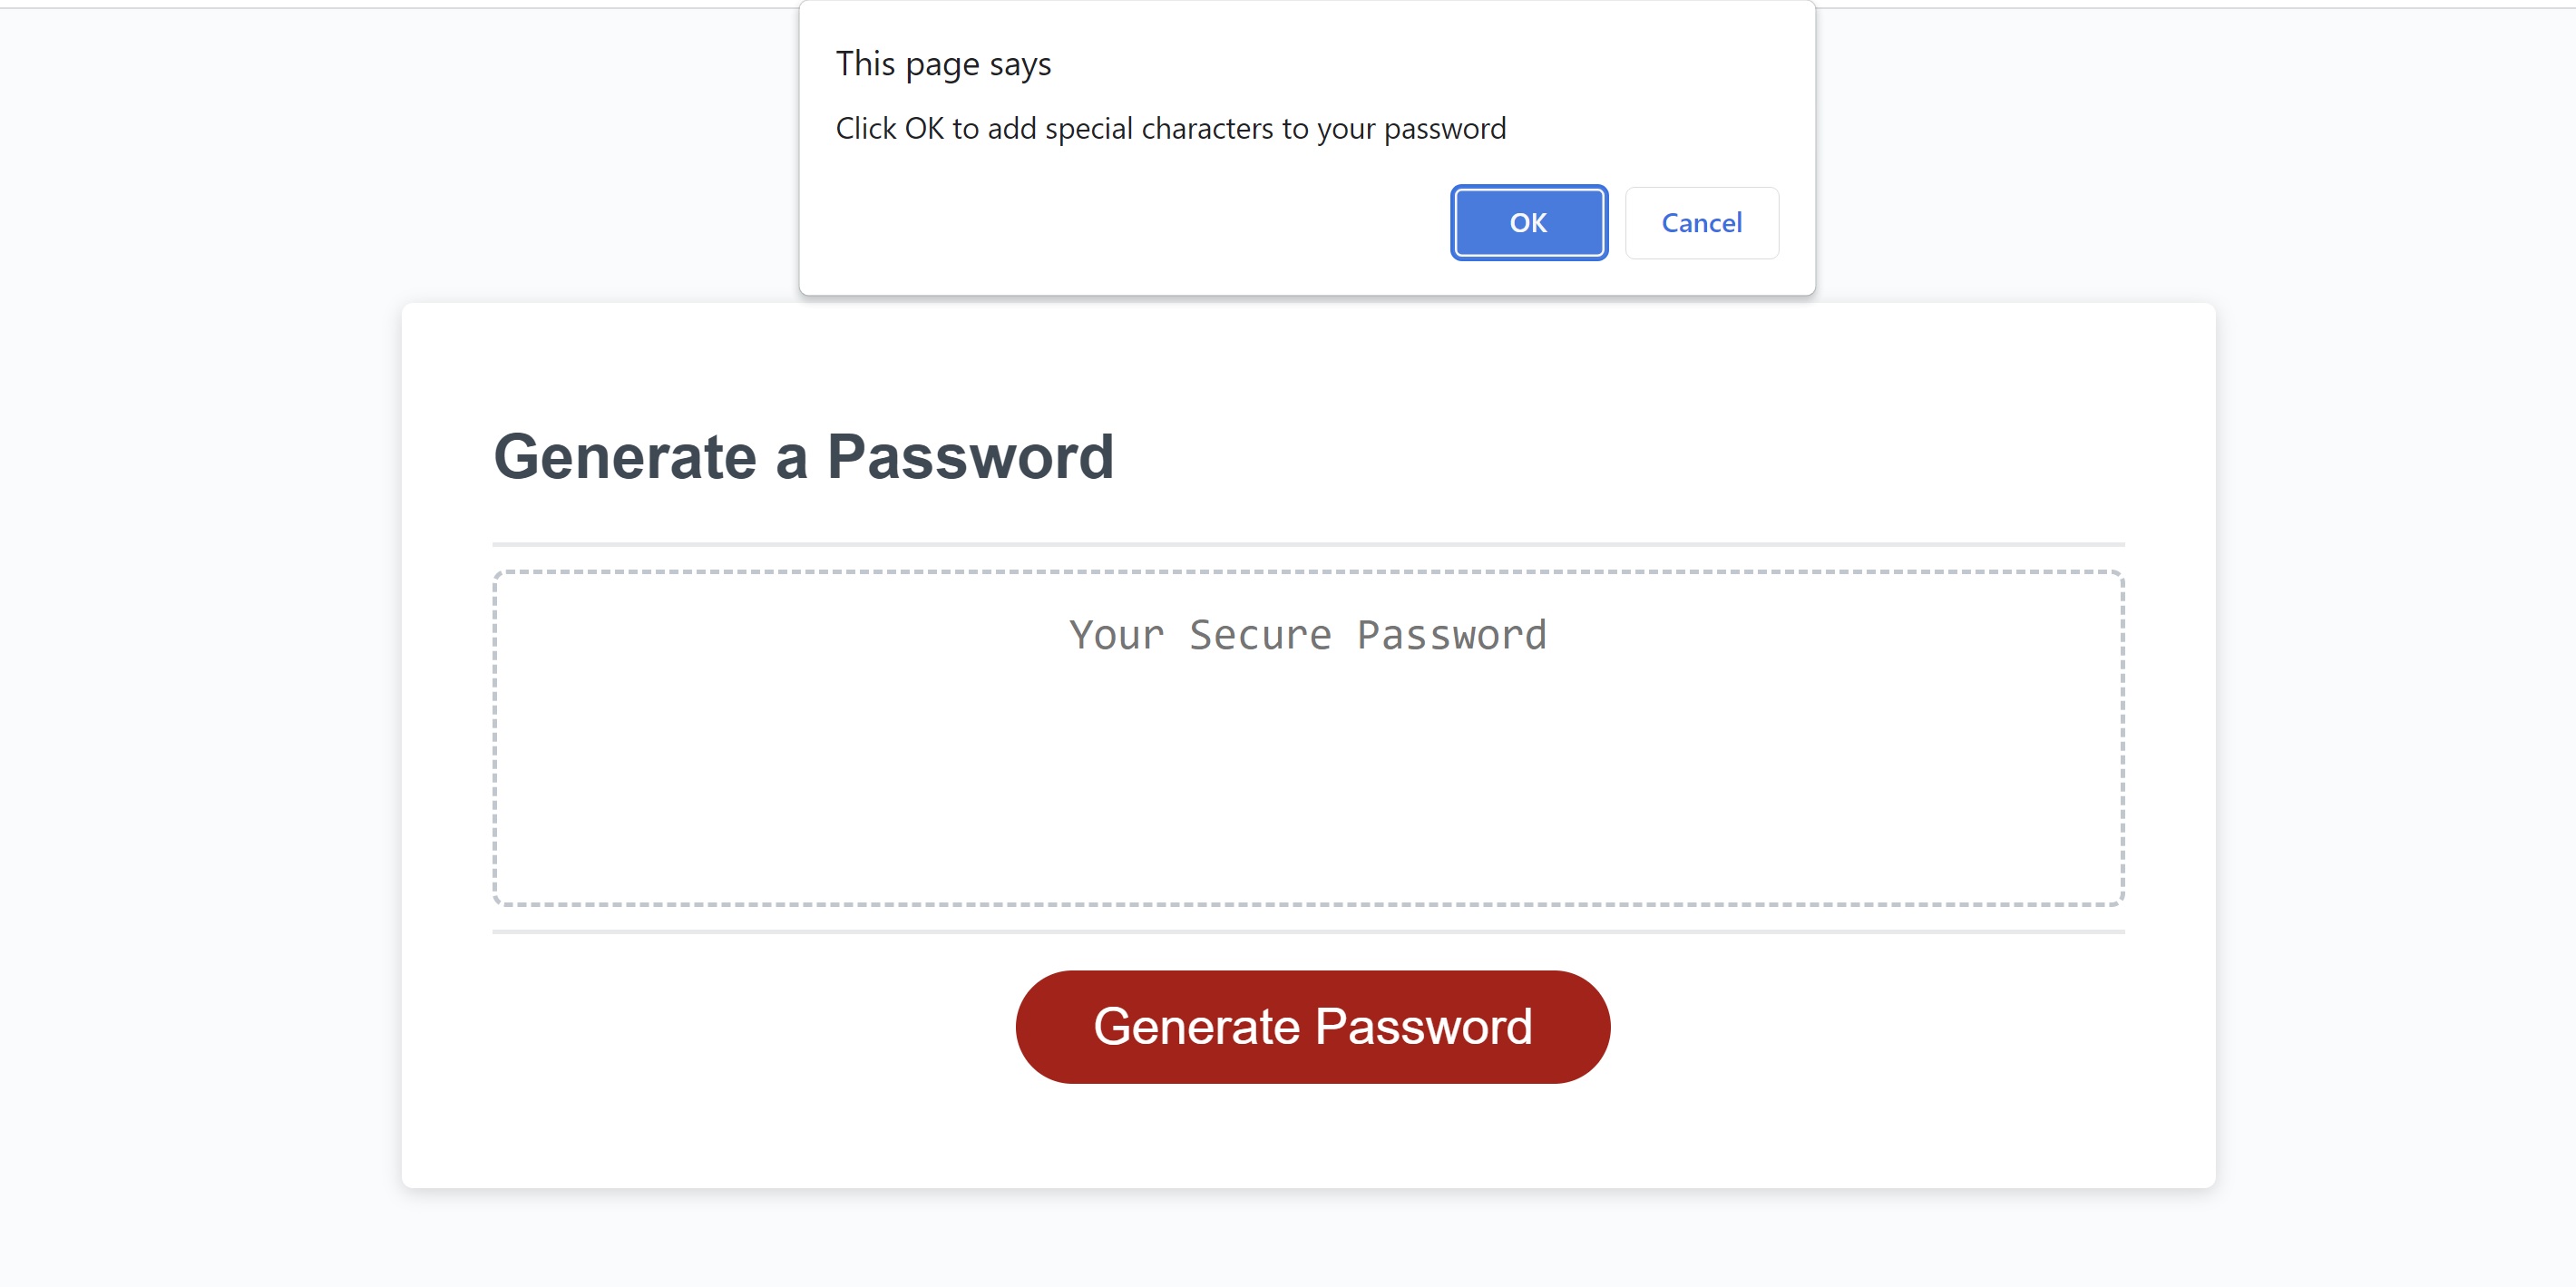 This page says
Click OK to add special characters to your password
OK
Cancel
Generate a Password
Your Secure Password
Generate Password